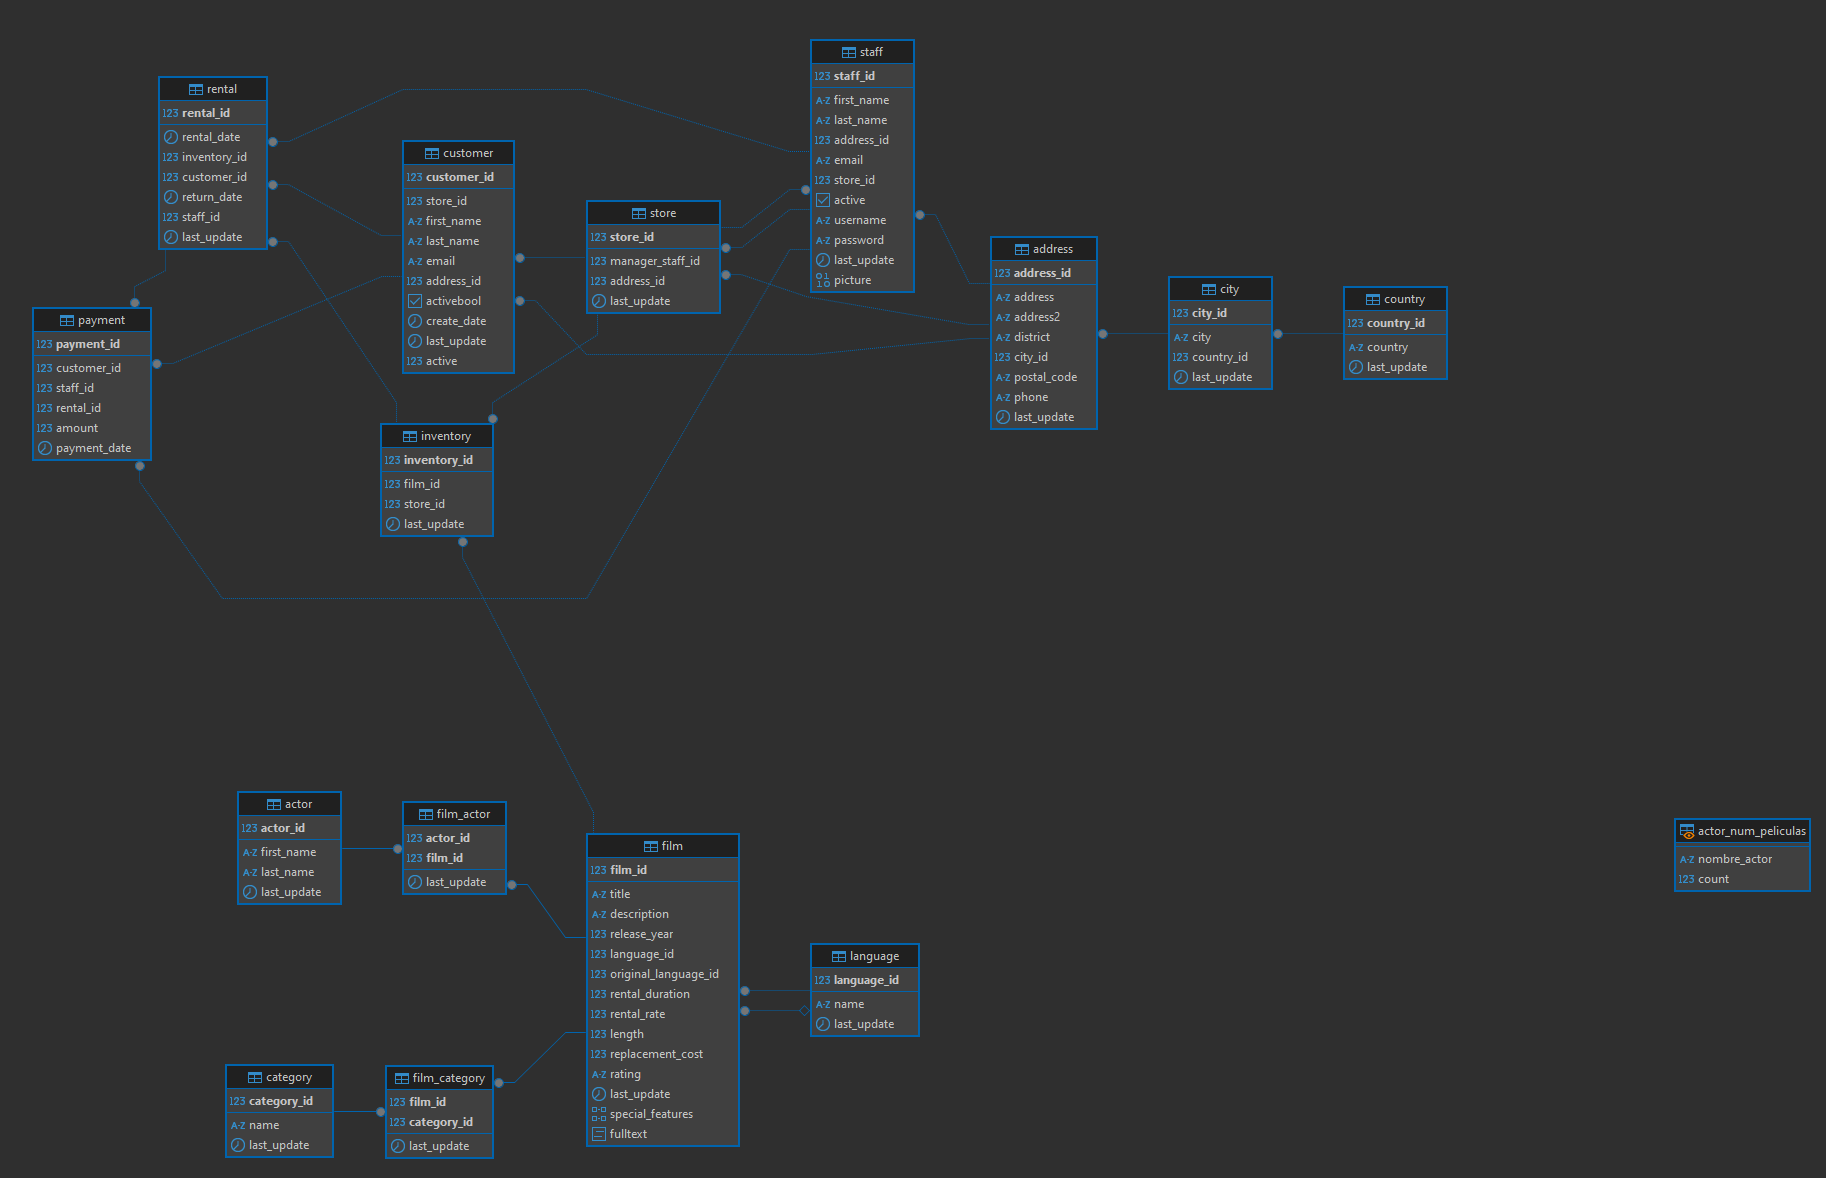 rental
123 rental_id
rental_date
123 inventory_id
123 customer_id
return_date
123 staff_id
last_update
payment
123 payment_id
123 customer_id
123 staff_id
123 rental_id
123 amount
payment_date
customer
123 customer_id
123 store_id
A-Z first_name
A-Z last_name
A-Z email
123 address_id
activebool
create_date
last_update
123 active
inventory
123 inventory_id
123 film_id
123 store_id
last_update
store
123 store_id
123 manager_staff_id
123 address_id
last_update
staff
123 staff_id
A-Z first_name
A-Z last_name
123 address_id
A-Z email
123 store_id
active
A-Z username
A-Z password
last_update
picture
address
123 address_id
A-Z address
A-Z address2
A-Z district
123 city_id
A-Z postal_code
A-Z phone
last_update
city
123 city_id
A-Z city
123 country_id
last_update
country
123 country_id
A-Z country
last_update
actor
123 actor_id
A-Z first_name
A-Z last_name
last_update
film_actor
123 actor_id
123 film_id
last_update
film
123 film_id
A-Z title
A-Z description
123 release_year
123 language_id
123 original_language_id
123 rental_duration
123 rental_rate
123 length
123 replacement_cost
A-Z rating
last_update
special_features
fulltext
language
123 language_id
A-Z name
last_update
category
123 category_id
A-Z name
last_update
film_category
123 film_id
123 category_id
last_update
actor_num_peliculas
A-Z nombre_actor
123 count